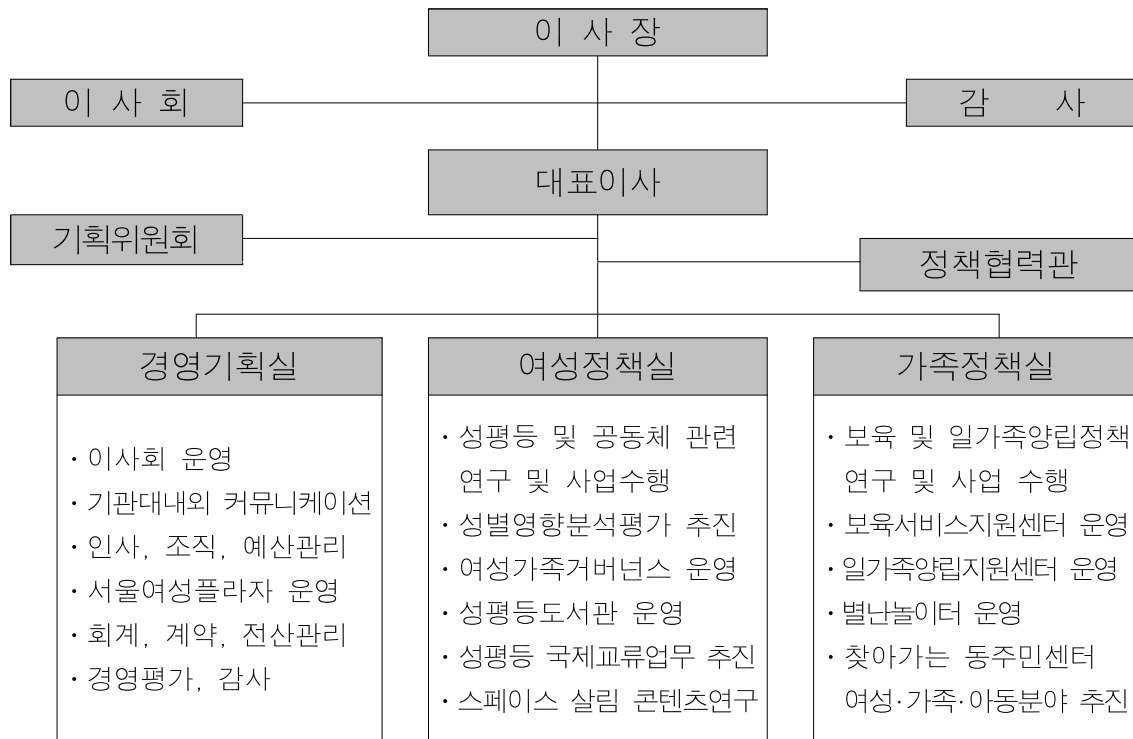 이 사 장
이 사 회
감 사
대표이사
기획위원회
정책협력관
경영기획실
· 이사회 운영
· 기관대내외 커뮤니케이션
· 인사, 조직, 예산관리
· 서울여성플라자 운영
· 회계, 계약, 전산관리
· 경영평가, 감사
여성정책실
· 성평등 및 공동체 관련
연구 및 사업수행
· 성별영향분석평가 추진
· 여성가족거버넌스 운영
· 성평등도서관 운영
· 성평등 국제교류업무 추진
· 스페이스 살림 콘텐츠연구
가족정책실
· 보육 및 일가족양립정책
연구 및 사업 수행
· 보육서비스지원센터 운영
· 일가족양립지원센터 운영
· 별난놀이터 운영
· 찾아가는 동주민센터
여성·가족·아동분야 추진